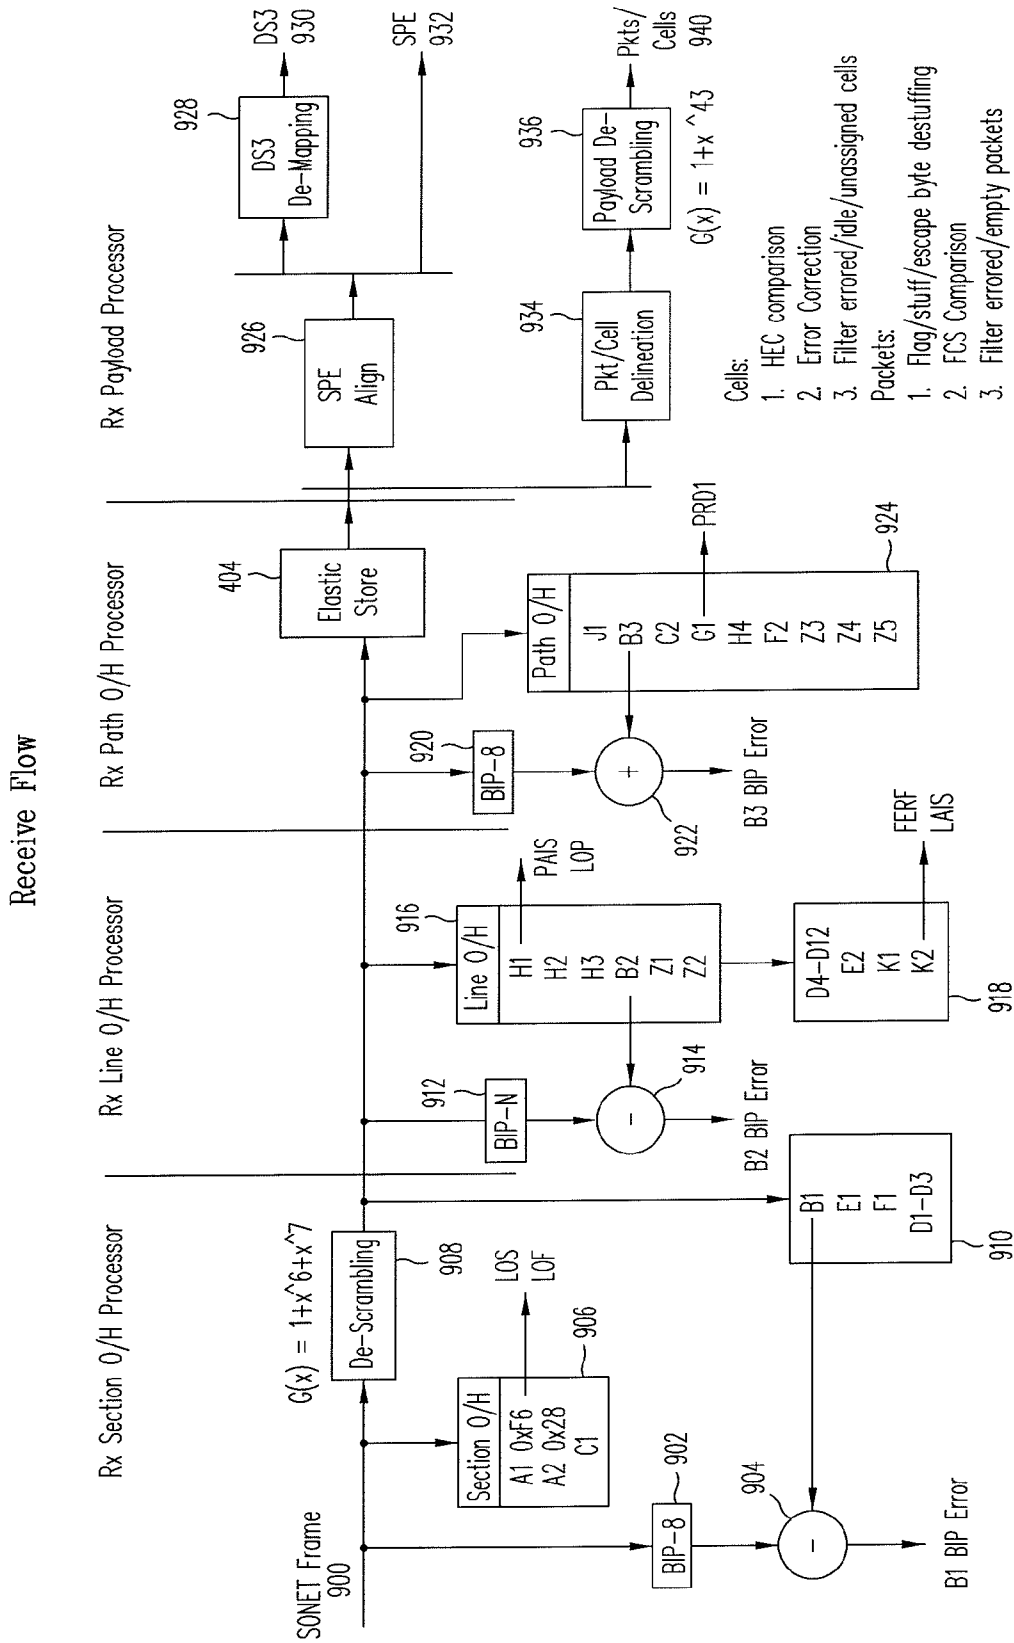 Receive Flow
Rx Section O/H Processor
Rx Line O/H Processor
Rx Path O/H Processor
Rx Payload Processor
SONET Frame
900
G(x) = 1+x^6+x^7
De-Scrambling
908
Section O/H
A1 0xF6
A2 0x28
C1
906
LOS
LOF
BIP-8
902
904
-
B1 BIP Error
B1
E1
F1
D1-D3
910
BIP-N
912
-
914
B2 BIP Error
916
Line O/H
H1
H2
H3
B2
Z1
Z2
PAIS
LOP
D4-D12
E2
K1
K2
918
FERF
LAIS
BIP-8
920
+
922
B3 BIP Error
404
Elastic
Store
Path O/H
J1
B3
C2
G1
H4
F2
Z3
Z4
Z5
924
PRD1
SPE
Align
926
DS3
De-Mapping
928
DS3
930
SPE
932
Pkt/Cell
Delineation
934
Payload De-
Scrambling
936
Pkts/
Cells
940
G(x) = 1+x ^43
Cells:
1. HEC comparison
2. Error Correction
3. Filter errored/idle/unassigned cells
Packets:
1. Flag/stuff/escape byte destuffing
2. FCS Comparison
3. Filter errored/empty packets